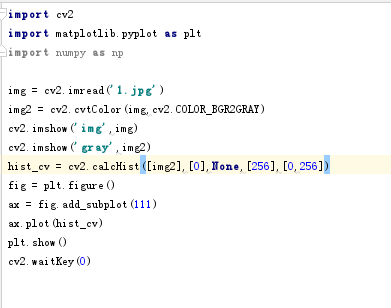 import cv2
import matplotlib.pyplot as plt
import numpy as np
img = cv2.imread('1.jpg')
img2 = cv2.cvtColor(img,cv2.COLOR_BGR2GRAY)
cv2.imshow('img',img)
cv2.imshow('gray',img2)
hist_cv = cv2.calcHist([img2],[0],None,[256],[0,256])
fig = plt.figure()
ax = fig.add_subplot(111)
ax.plot(hist_cv)
plt.show()
cv2.waitKey(0)